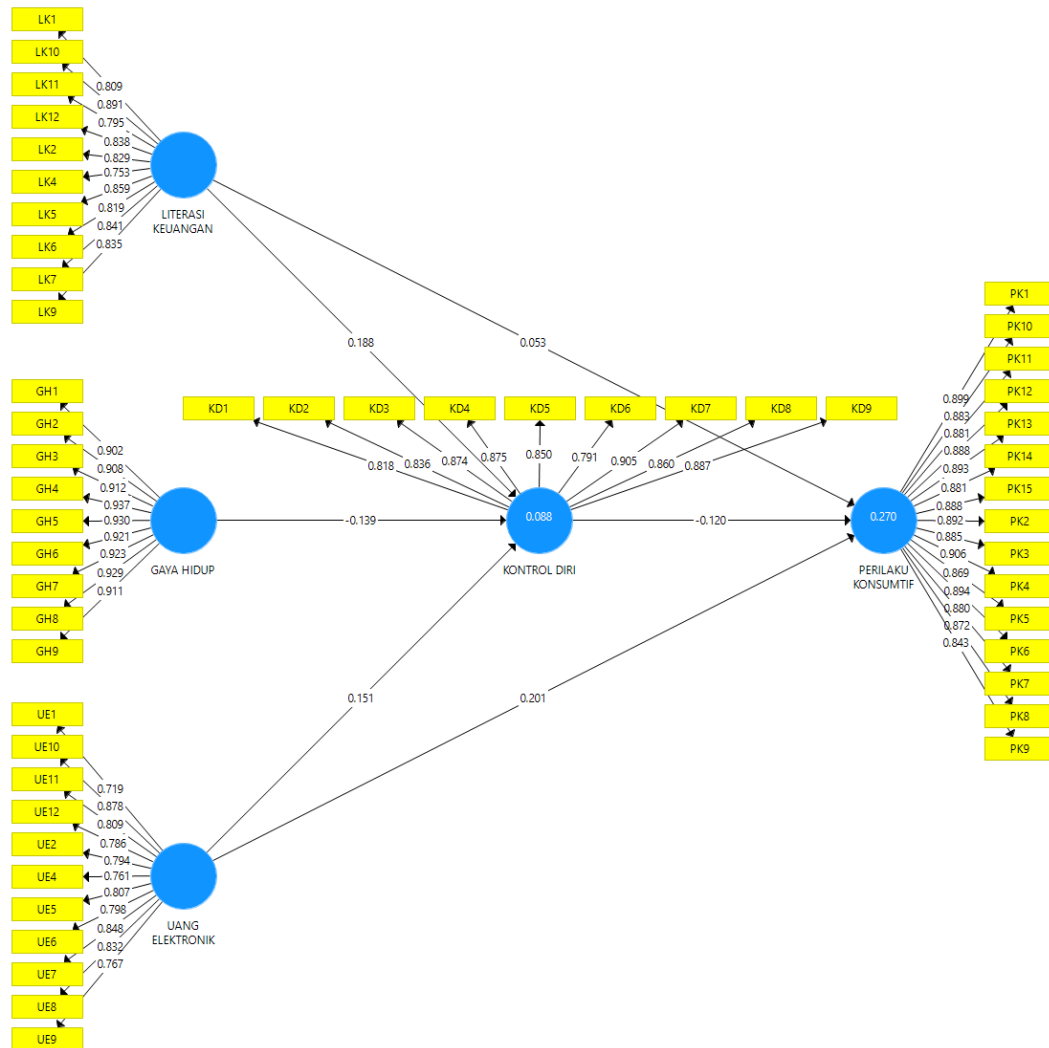 LK1
LK10
LK11
LK12
LK2
LK4
LK5
LK6
LK7
LK9
0.809
0.891
0.795
0.838
0.829
0.753
0.859
0.819
0.841
0.835
LITERASI
KEUANGAN
0.188
0.053
GH1
GH2
GH3
GH4
GH5
GH6
GH7
GH8
GH9
0.902
0.908
0.912
0.937
0.930
0.921
0.923
0.929
0.911
GAYA HIDUP
-0.139
KD1
KD2
KD3
KD4
KD5
KD6
KD7
KD8
KD9
0.818
0.836
0.874
0.875
0.850
0.791
0.905
0.860
0.887
0.088
KONTROL DIRI
-0.120
UE1
UE10
UE11
UE12
UE2
UE4
UE5
UE6
UE7
UE8
UE9
0.719
0.878
0.809
0.786
0.794
0.761
0.807
0.798
0.848
0.832
0.767
UANG
ELEKTRONIK
0.151
0.201
0.270
PERILAKU
KONSUMTIF
0.899
0.883
0.881
0.888
0.893
0.881
0.888
0.892
0.885
0.906
0.869
0.894
0.880
0.872
0.843
PK1
PK10
PK11
PK12
PK13
PK14
PK15
PK2
PK3
PK4
PK5
PK6
PK7
PK8
PK9